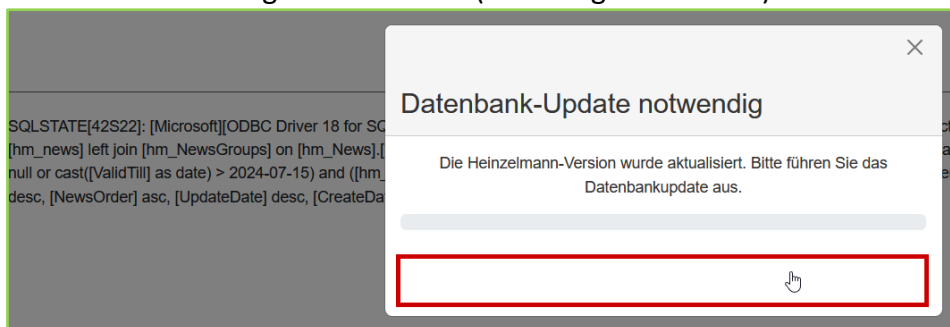 Datenbank-Update notwendig
SQLSTATE[42S22]: [Microsoft][ODBC Driver 18 for
[hm_news] left join [hm_NewsGroups] on [hm_News].[
null or cast([ValidTill] as date) > 2024-07-15) and ([hm_
desc, [NewsOrder] asc, [UpdateDate] desc,
Die Heinzelmann-Version wurde aktualisiert. Bitte führen Sie das
Datenbankupdate aus.